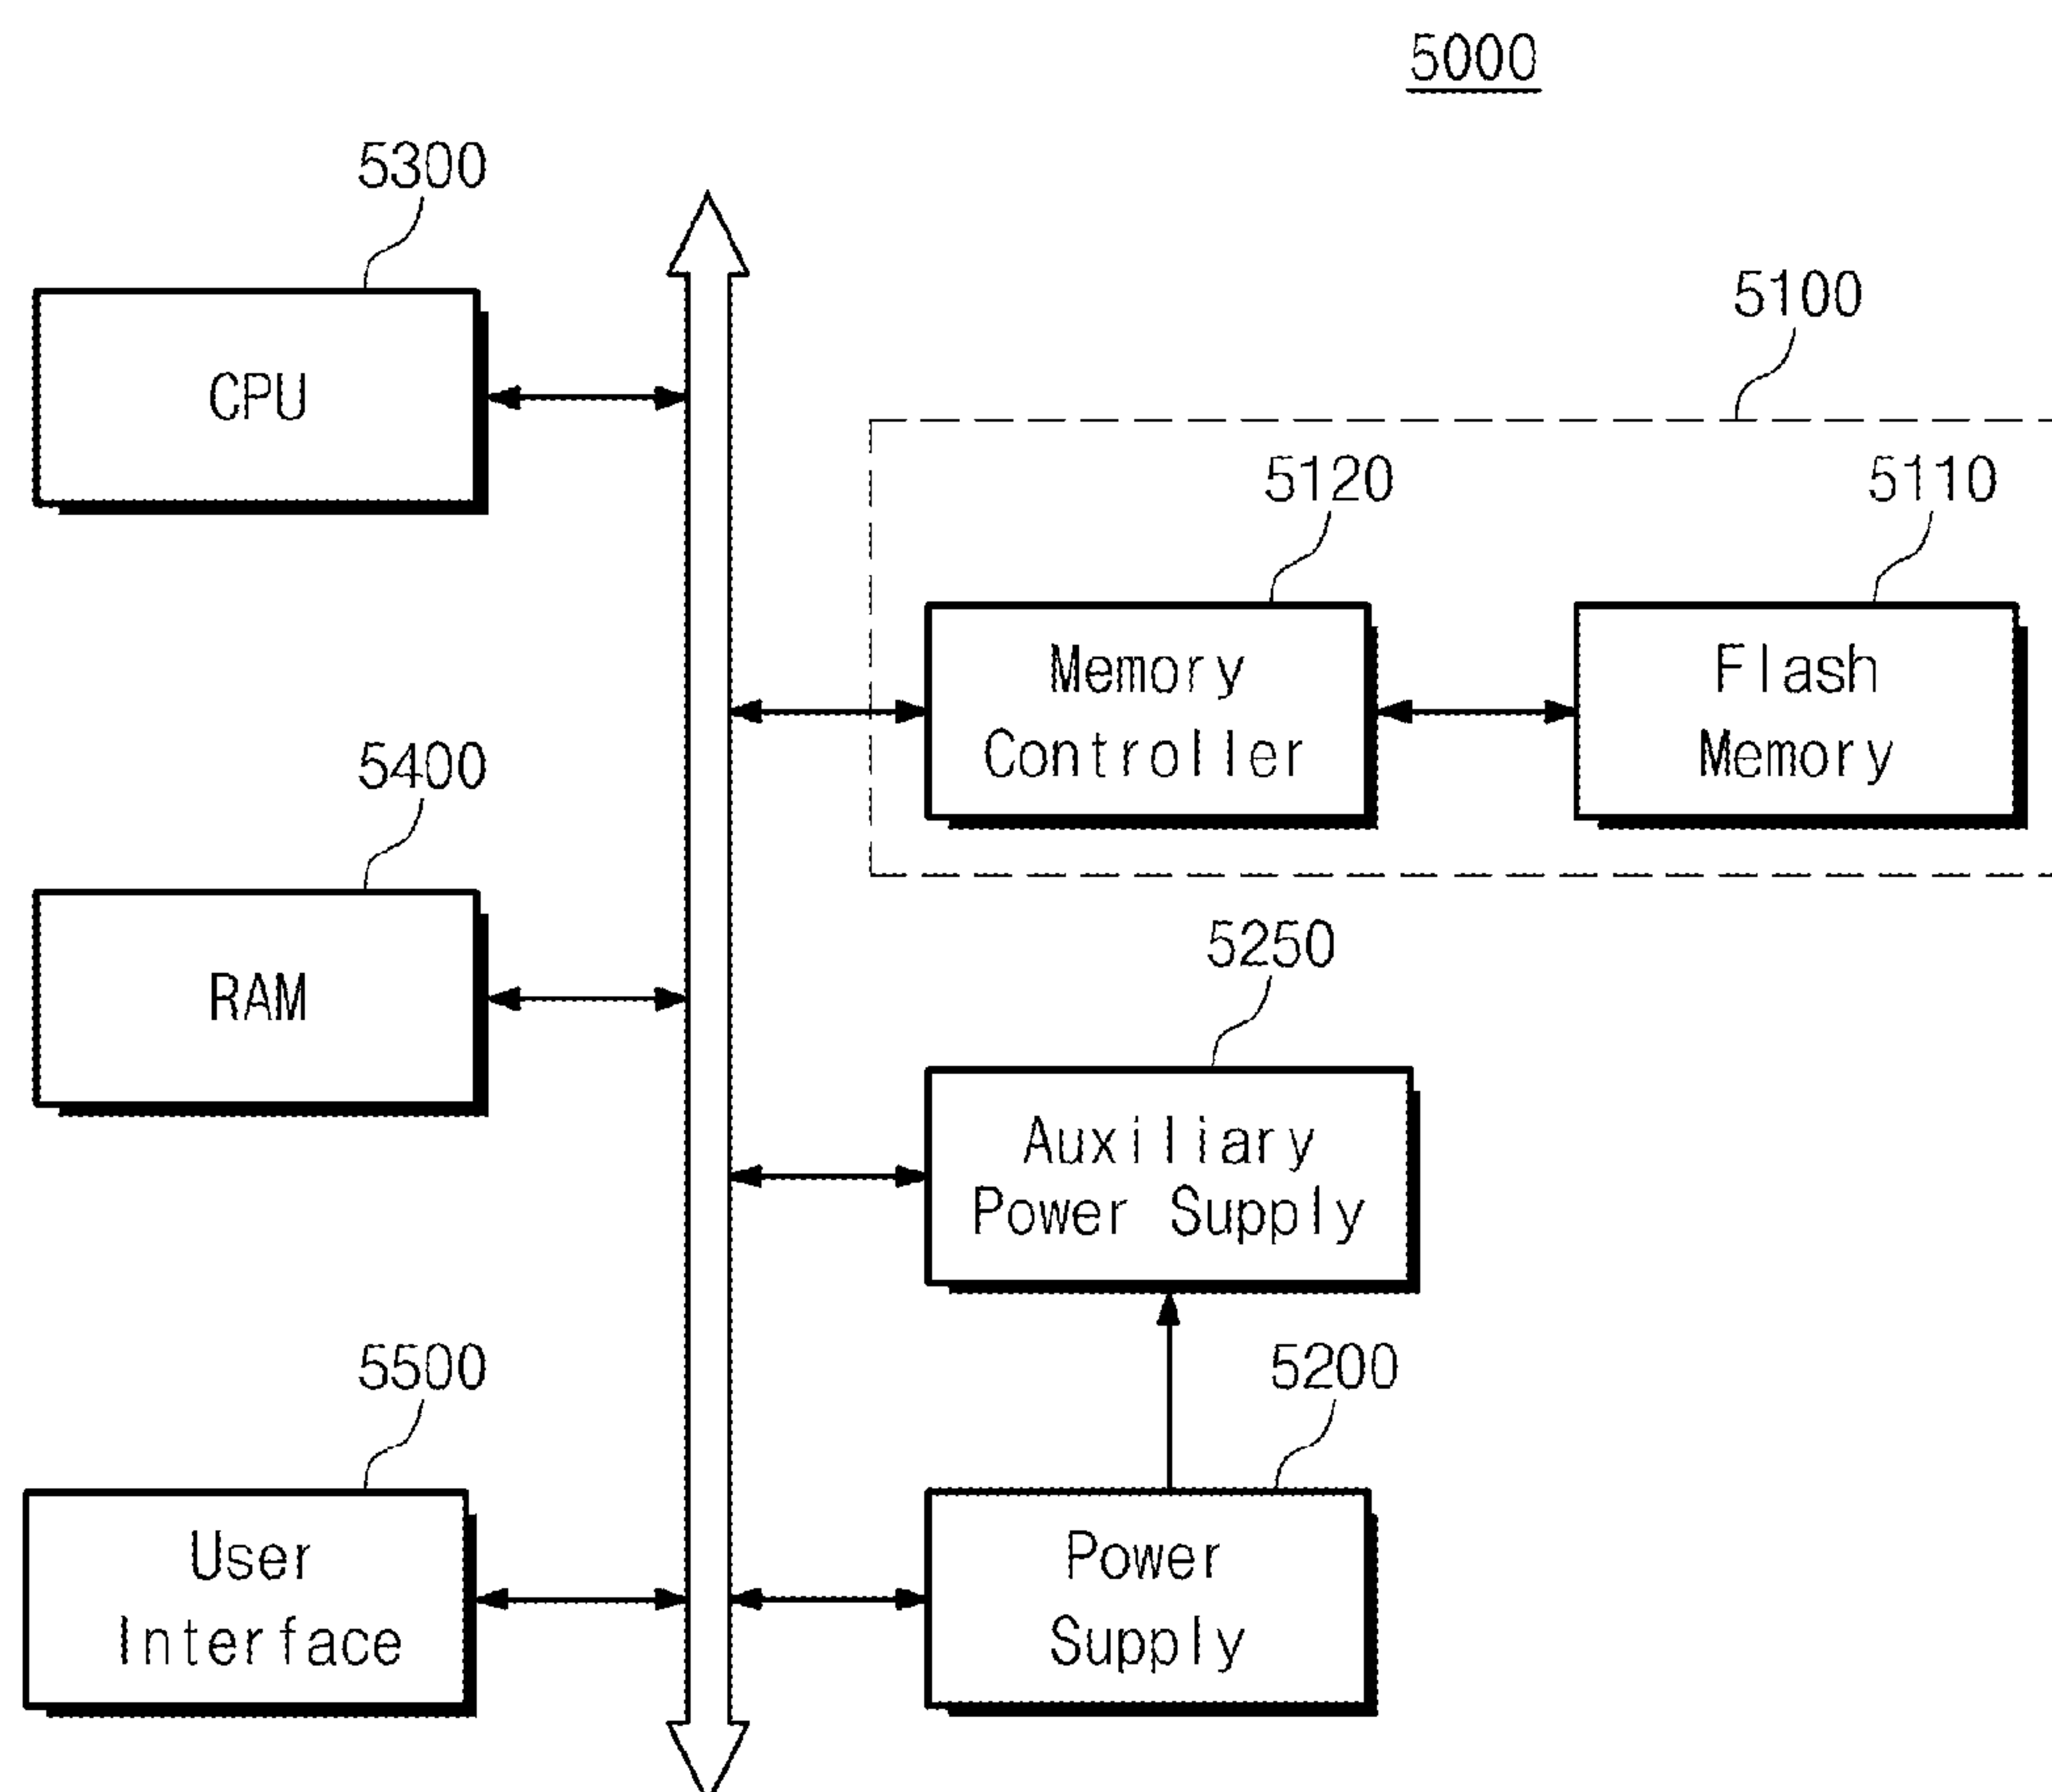 5000
5300
CPU
5100
5120
5110
Memory
Controller
Flash
Memory
5400
RAM
5250
Auxiliary
Power Supply
5500
User
Interface
5200
Power
Supply